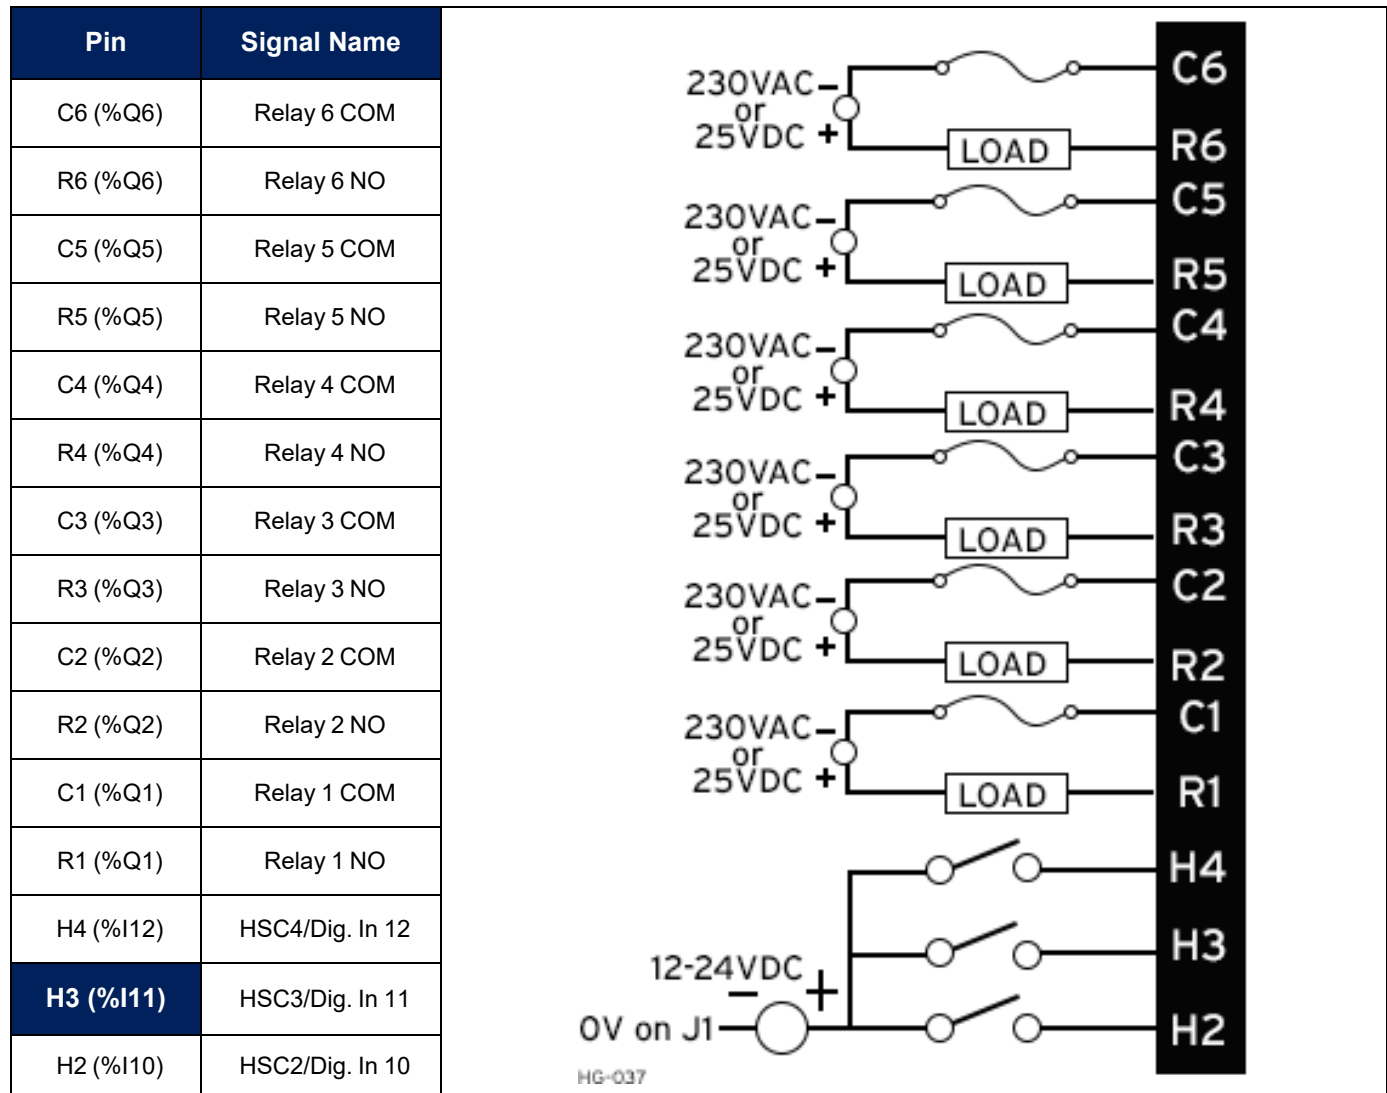 Pin Signal Name
C6 (%Q6) Relay 6 COM
R6 (%Q6) Relay 6 NO
C5 (%Q5) Relay 5 COM
R5 (%Q5) Relay 5 NO
C4 (%Q4) Relay 4 COM
R4 (%Q4) Relay 4 NO
C3 (%Q3) Relay 3 COM
R3 (%Q3) Relay 3 NO
C2 (%Q2) Relay 2 COM
R2 (%Q2) Relay 2 NO
C1 (%Q1) Relay 1 COM
R1 (%Q1) Relay 1 NO
H4 (%I12) HSC4/Dig. In 12
H3 (%I11) HSC3/Dig. In 11
H2 (%I10) HSC2/Dig. In 10
C6
230VAC −
or
25VDC +
LOAD R6
C5
230VAC −
or
25VDC +
LOAD R5
C4
230VAC −
or
25VDC +
LOAD R4
C3
230VAC −
or
25VDC +
LOAD R3
C2
230VAC −
or
25VDC +
LOAD R2
C1
230VAC −
or
25VDC +
LOAD R1
H4
H3
12-24VDC
− +
0V on J1 H2
HG-037